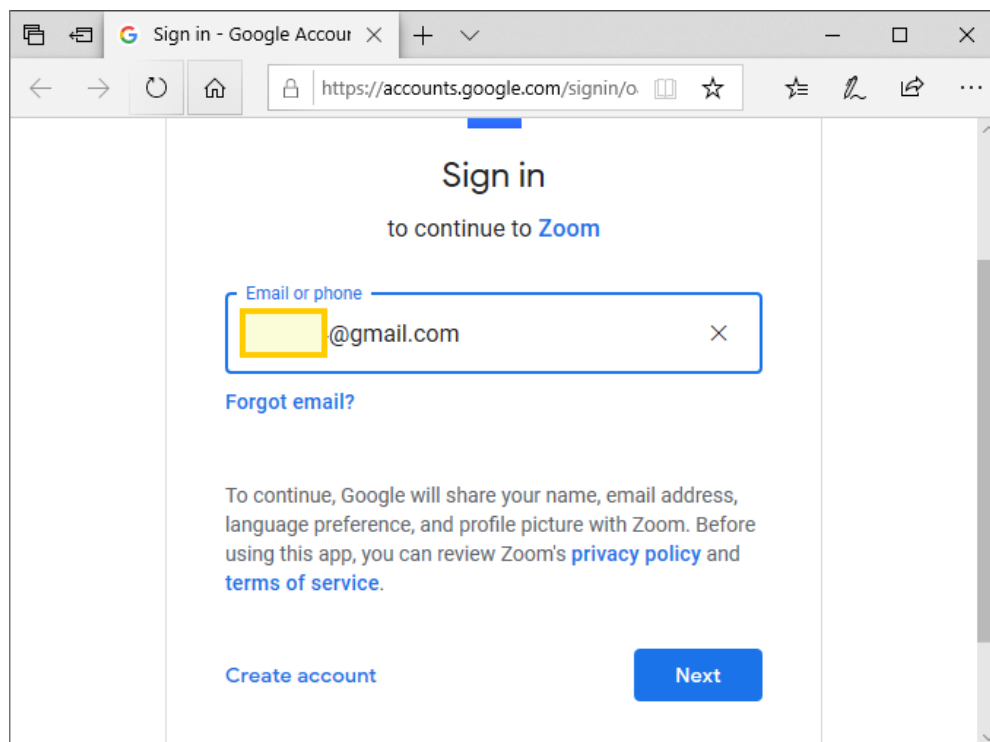 Sign in - Google Accour
https://accounts.google.com/signin/o
Sign in
to continue to Zoom
Email or phone
@gmail.com
Forgot email?
To continue, Google will share your name, email address,
language preference, and profile picture with Zoom. Before
using this app, you can review Zoom's privacy policy and
terms of service.
Create account
Next